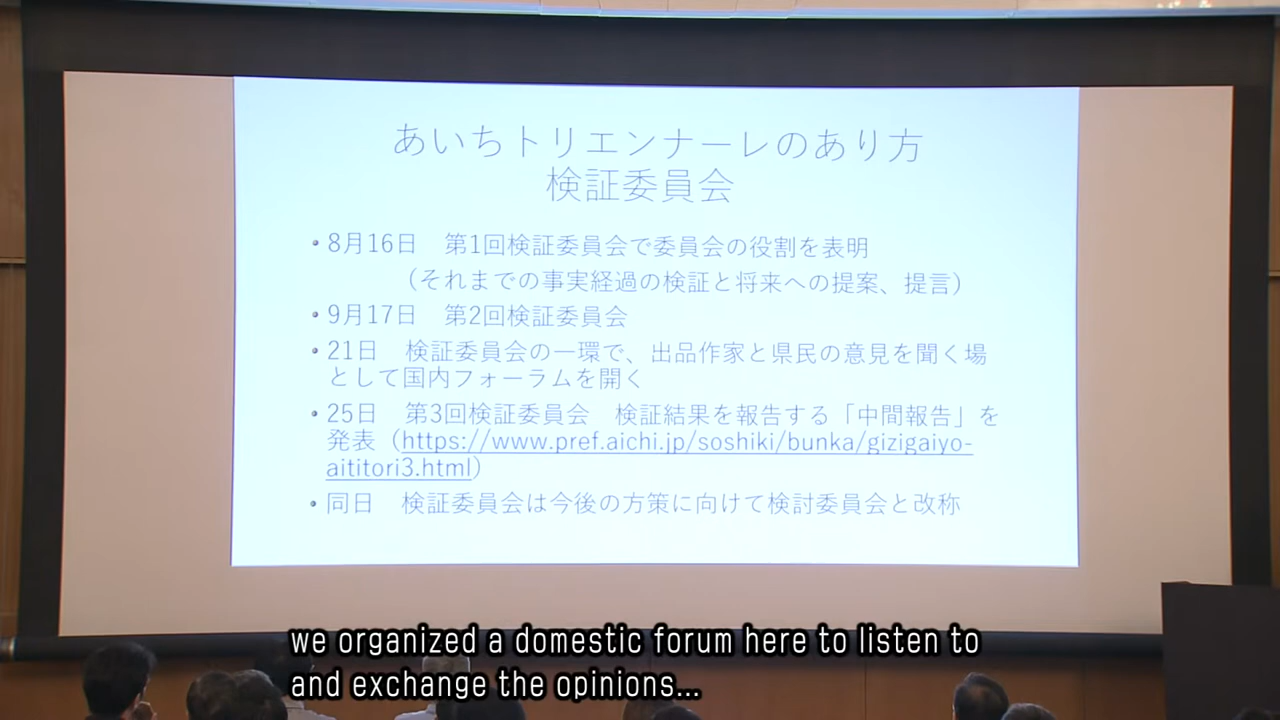 あいちトリエンナーレのあり方
検証委員会
・8月16日　第1回検証委員会で委員会の役割を表明
（それまでの事実経過の検証と将来への提案、提言）
・9月17日　第2回検証委員会
・21日　検証委員会の一環で、出品作家と県民の意見を聞く場
として国内フォーラムを開く
・25日　第3回検証委員会　検証結果を報告する「中間報告」を
発表（https://www.pref.aichi.jp/soshiki/bunka/gizigaiyo-
aititori3.html）
・同日　検証委員会は今後の方策に向けて検討委員会と改称
we organized a domestic forum here to listen to
and exchange the opinions...